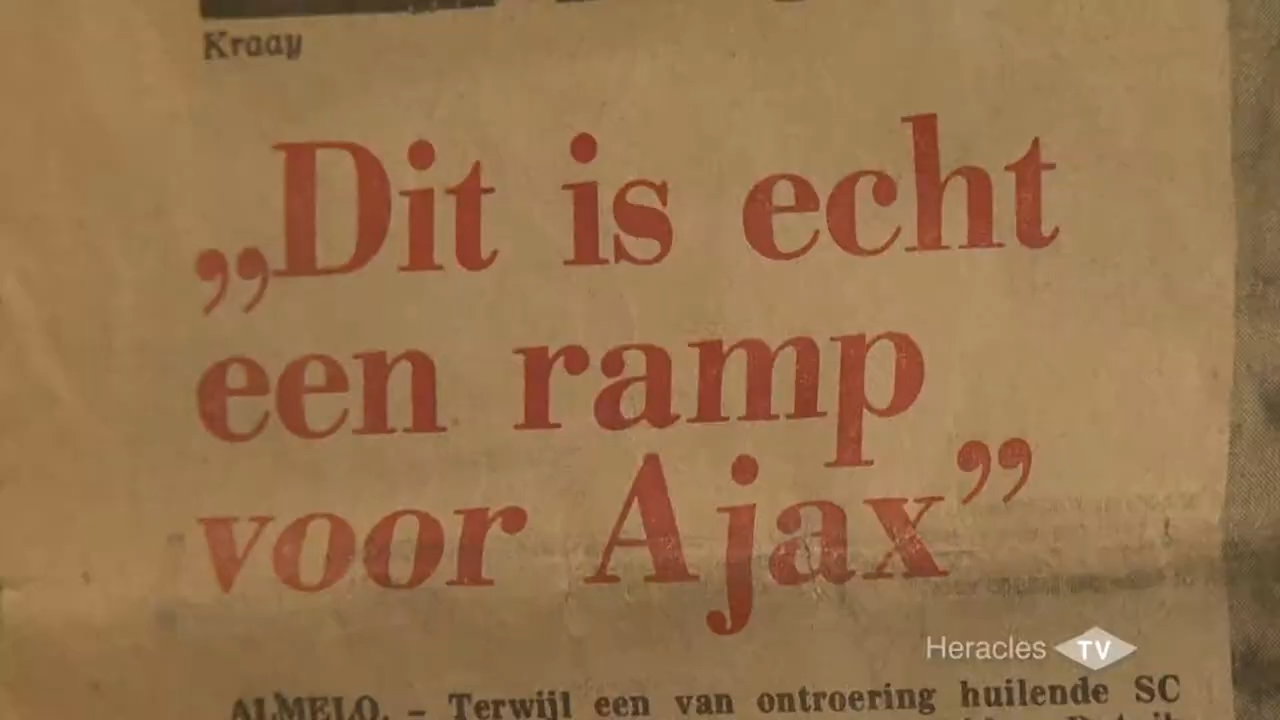 Kraay
„Dit is echt
een ramp
voor Ajax”
Heracles TV
ALMELO. – Terwijl een van ontroering huilende SC